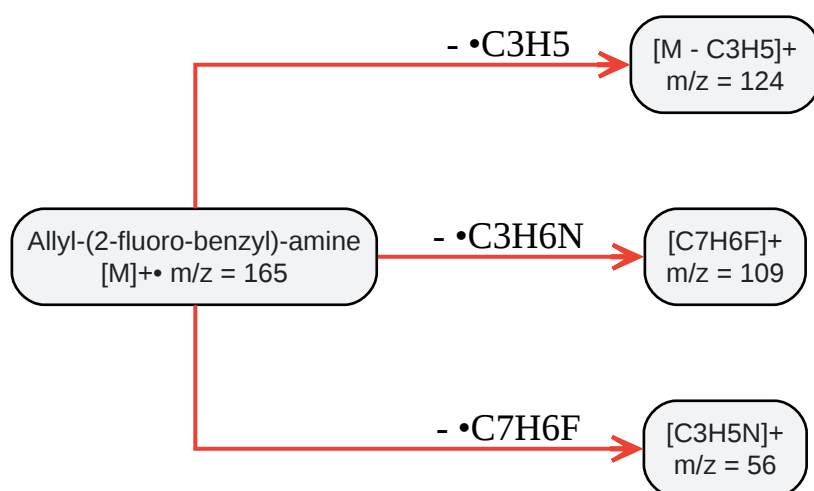 - •C3H5
[M - C3H5]+
m/z = 124
Allyl-(2-fluoro-benzyl)-amine
[M]+• m/z = 165
- •C3H6N
[C7H6F]+
m/z = 109
- •C7H6F
[C3H5N]+
m/z = 56